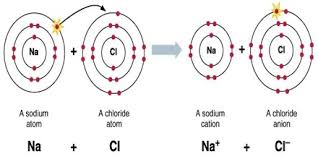 Na + Cl Na + Cl
A sodium atom A chloride atom A sodium cation A chloride anion
Na + Cl Na⁺ + Cl⁻